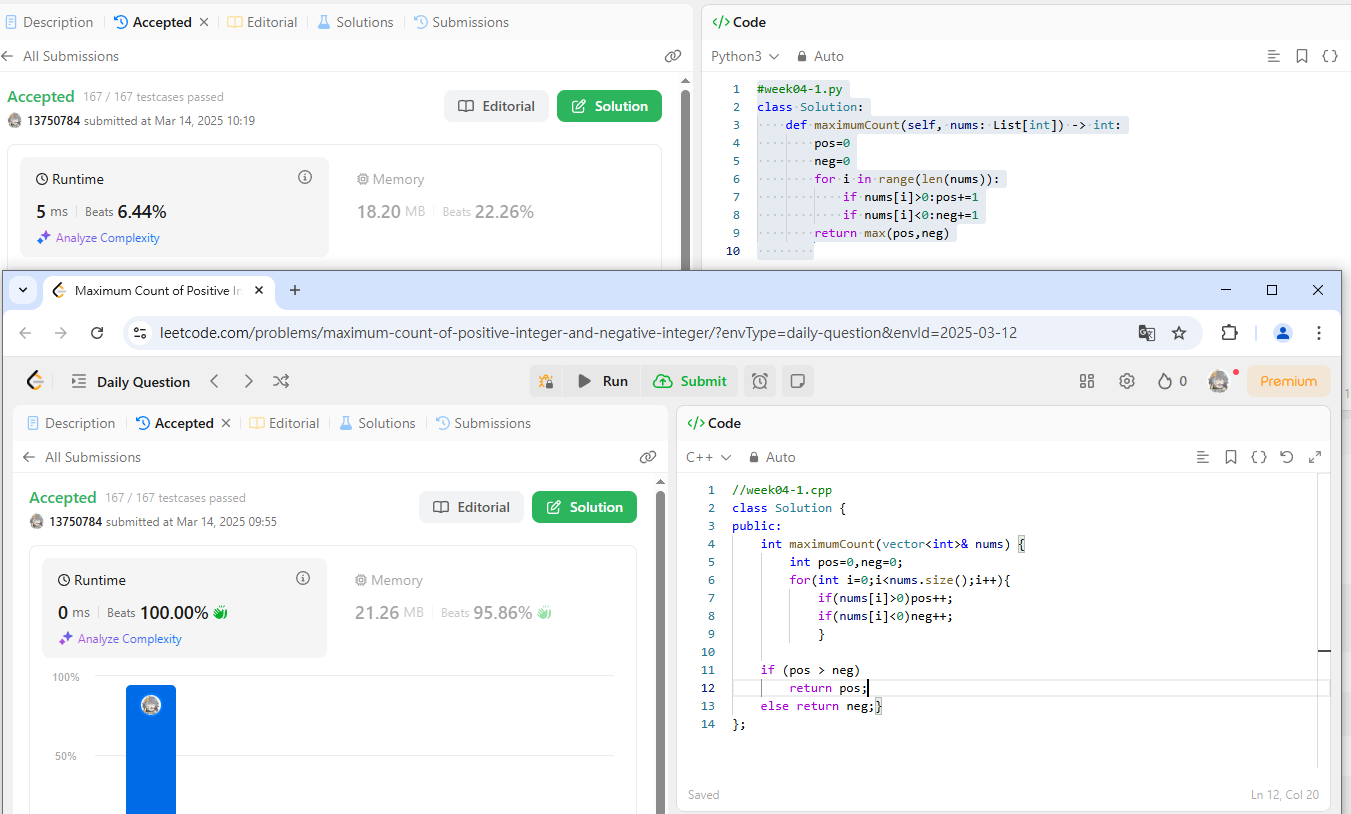 Description Accepted Editorial Solutions Submissions
All Submissions
Accepted 167 / 167 testcases passed
13750784 submitted at Mar 14, 2025 10:19
Editorial Solution
Runtime
5 ms Beats 6.44%
Analyze Complexity
Memory
18.20 MB Beats 22.26%
</> Code
Python3 Auto
1 #week04-1.py
2 class Solution:
3 def maximumCount(self, nums: List[int]) -> int:
4 pos=0
5 neg=0
6 for i in range(len(nums)):
7 if nums[i]>0:pos+=1
8 if nums[i]<0:neg+=1
9 return max(pos,neg)
10
Maximum Count of Positive In
leetcode.com/problems/maximum-count-of-positive-integer-and-negative-integer/?envType=daily-question&envId=2025-03-12
Daily Question Run Submit 0 Premium
Description Accepted Editorial Solutions Submissions
All Submissions
Accepted 167 / 167 testcases passed
13750784 submitted at Mar 14, 2025 09:55
Editorial Solution
Runtime
0 ms Beats 100.00%
Analyze Complexity
Memory
21.26 MB Beats 95.86%
100%
50%
</> Code
C++ Auto
1 //week04-1.cpp
2 class Solution {
3 public:
4 int maximumCount(vector<int>& nums) {
5 int pos=0,neg=0;
6 for(int i=0;i<nums.size();i++){
7 if(nums[i]>0)pos++;
8 if(nums[i]<0)neg++;
9 }
10
11 if (pos > neg)
12 return pos;
13 else return neg;}
14 };
Saved Ln 12, Col 20